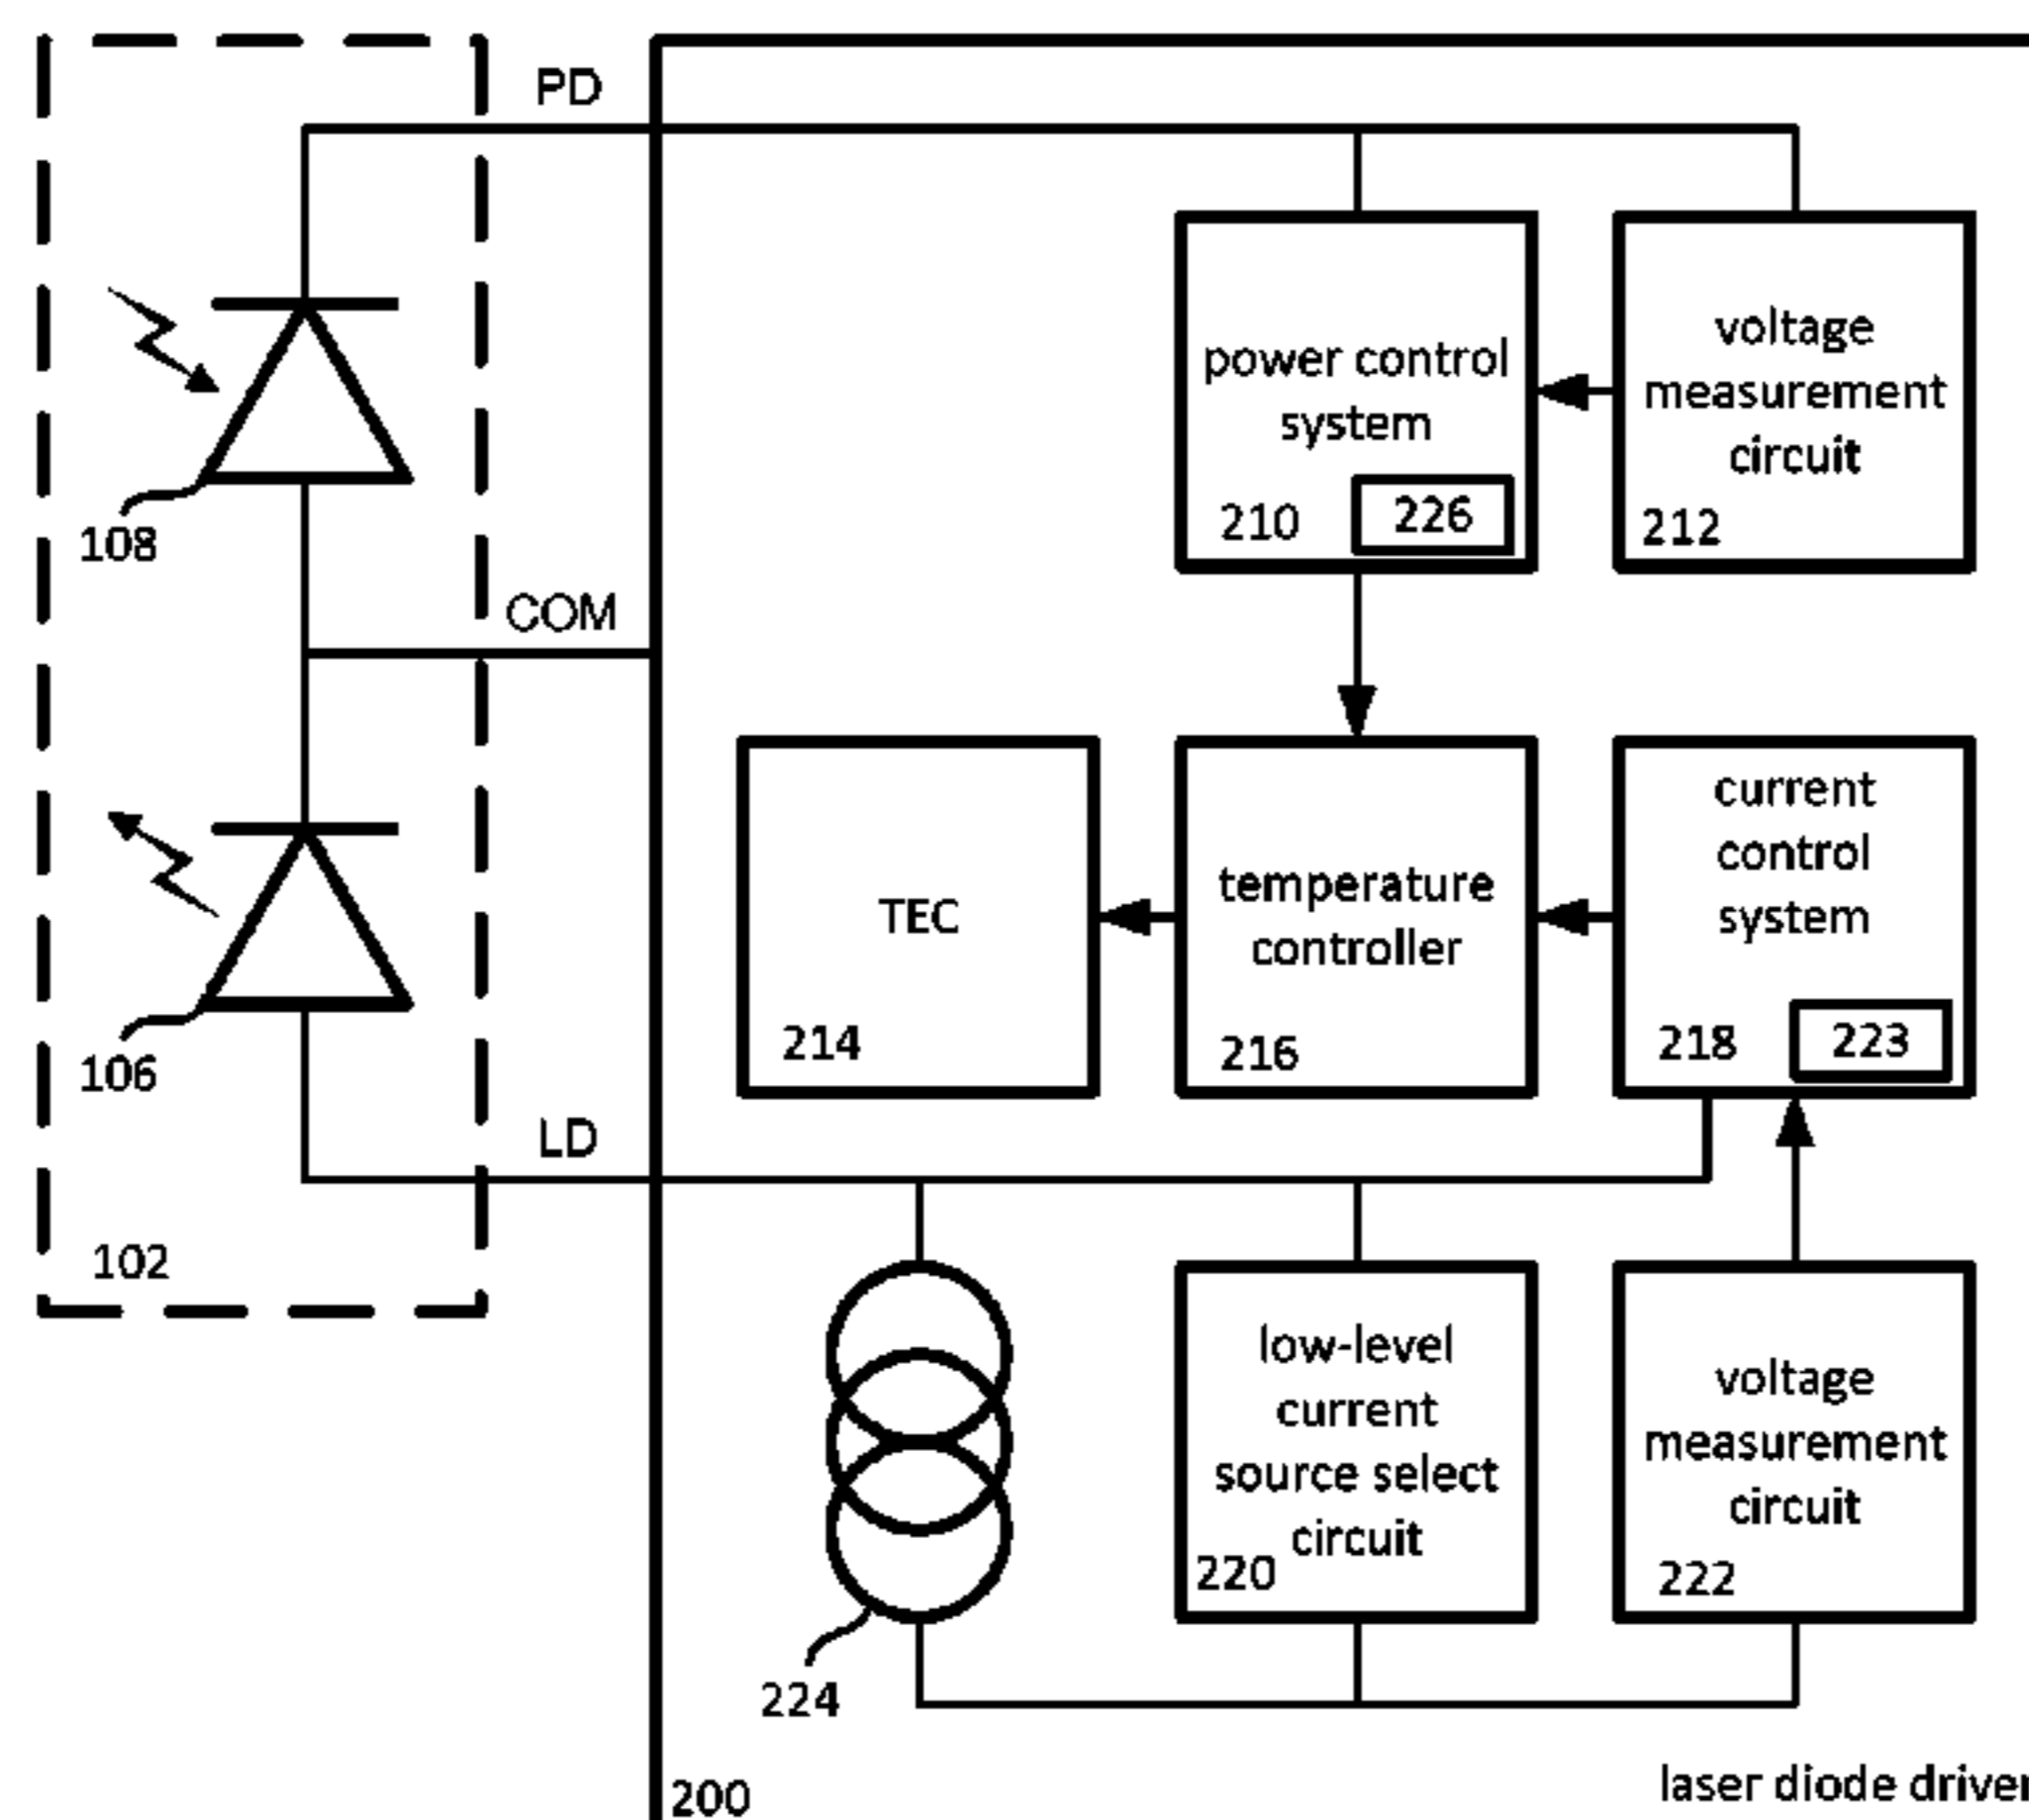 PD
power control
system
210
226
voltage
measurement
circuit
212
108
COM
TEC
214
temperature
controller
216
current
control
system
218
223
106
LD
102
224
low-level
current
source select
circuit
220
voltage
measurement
circuit
222
200
laser diode driver